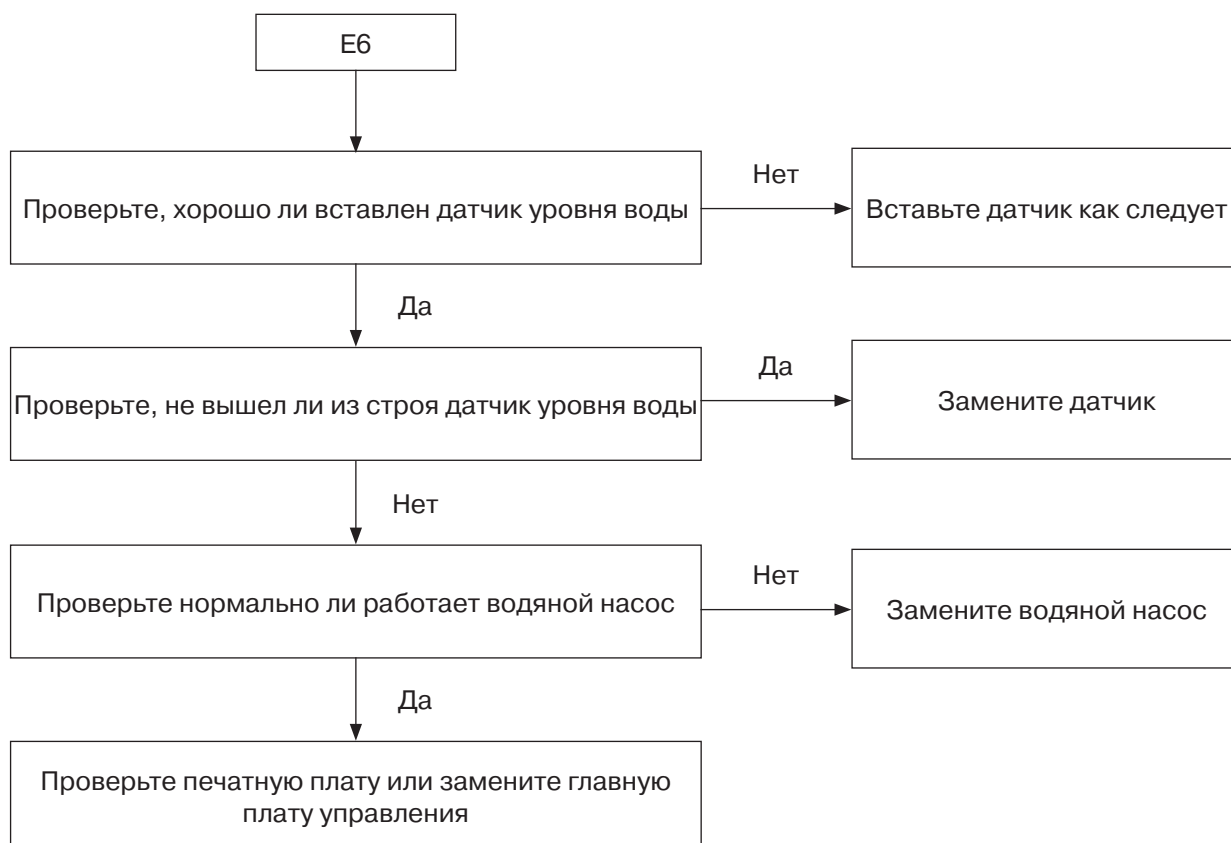 E6
Проверьте, хорошо ли вставлен датчик уровня воды
Нет
Вставьте датчик как следует
Да
Проверьте, не вышел ли из строя датчик уровня воды
Да
Замените датчик
Нет
Проверьте нормально ли работает водяной насос
Нет
Замените водяной насос
Да
Проверьте печатную плату или замените главную
плату управления